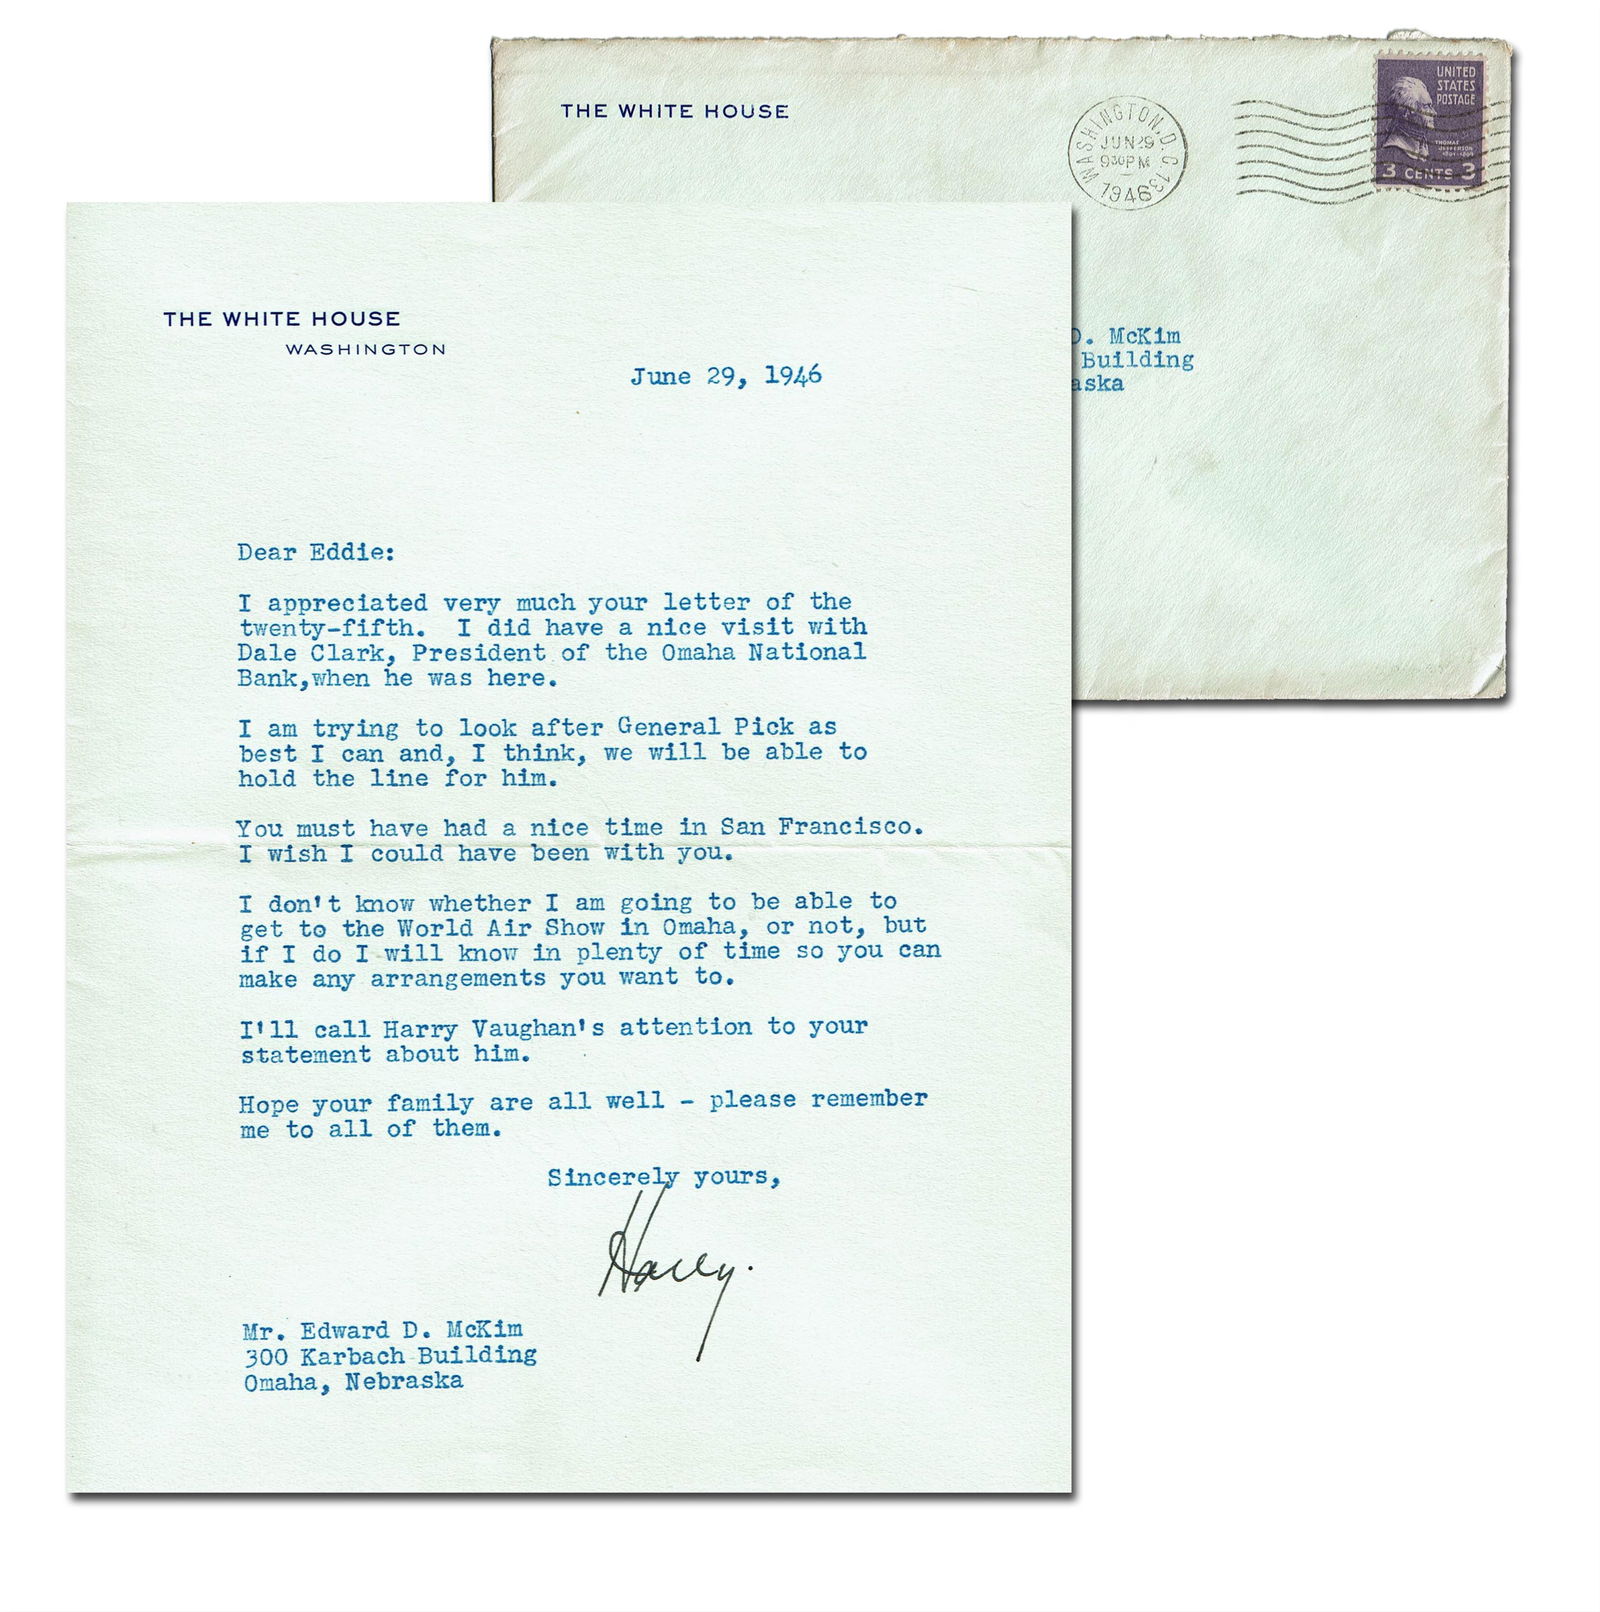 THE WHITE HOUSE
WASHINGTON, D.C. 13
JUN 29
9 30 PM
1946
UNITED
STATES
POSTAGE
THOMAS
JEFFERSON
1801-1809
3 CENTS 3
D. McKim
Building
aska
THE WHITE HOUSE
WASHINGTON
June 29, 1946
Dear Eddie:
I appreciated very much your letter of the
twenty-fifth. I did have a nice visit with
Dale Clark, President of the Omaha National
Bank,when he was here.
I am trying to look after General Pick as
best I can and, I think, we will be able to
hold the line for him.
You must have had a nice time in San Francisco.
I wish I could have been with you.
I don't know whether I am going to be able to
get to the World Air Show in Omaha, or not, but
if I do I will know in plenty of time so you can
make any arrangements you want to.
I'll call Harry Vaughan's attention to your
statement about him.
Hope your family are all well - please remember
me to all of them.
Sincerely yours,
Harry.
Mr. Edward D. McKim
300 Karbach Building
Omaha, Nebraska